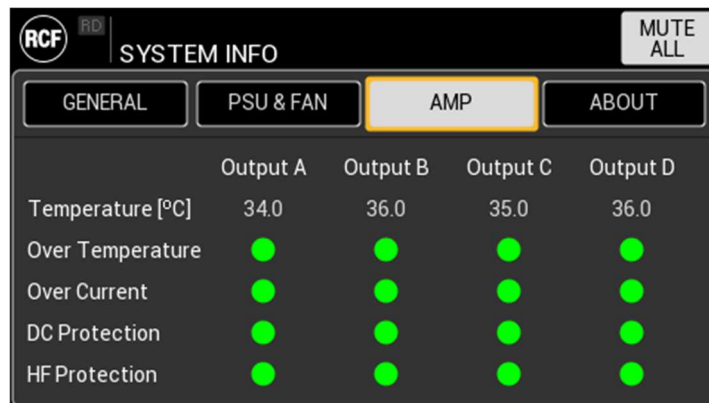 RCF RD SYSTEM INFO MUTE ALL
GENERAL PSU & FAN AMP ABOUT
Output A Output B Output C Output D
Temperature [ºC] 34.0 36.0 35.0 36.0
Over Temperature
Over Current
DC Protection
HF Protection